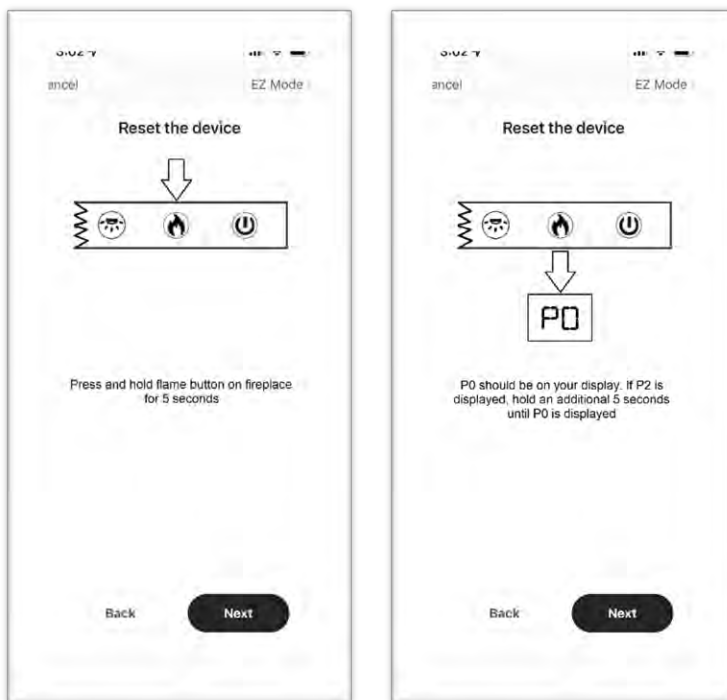 ancel EZ Mode
Reset the device
Press and hold flame button on fireplace
for 5 seconds
Back Next
ancel EZ Mode
Reset the device
P0
P0 should be on your display. If P2 is
displayed, hold an additional 5 seconds
until P0 is displayed
Back Next